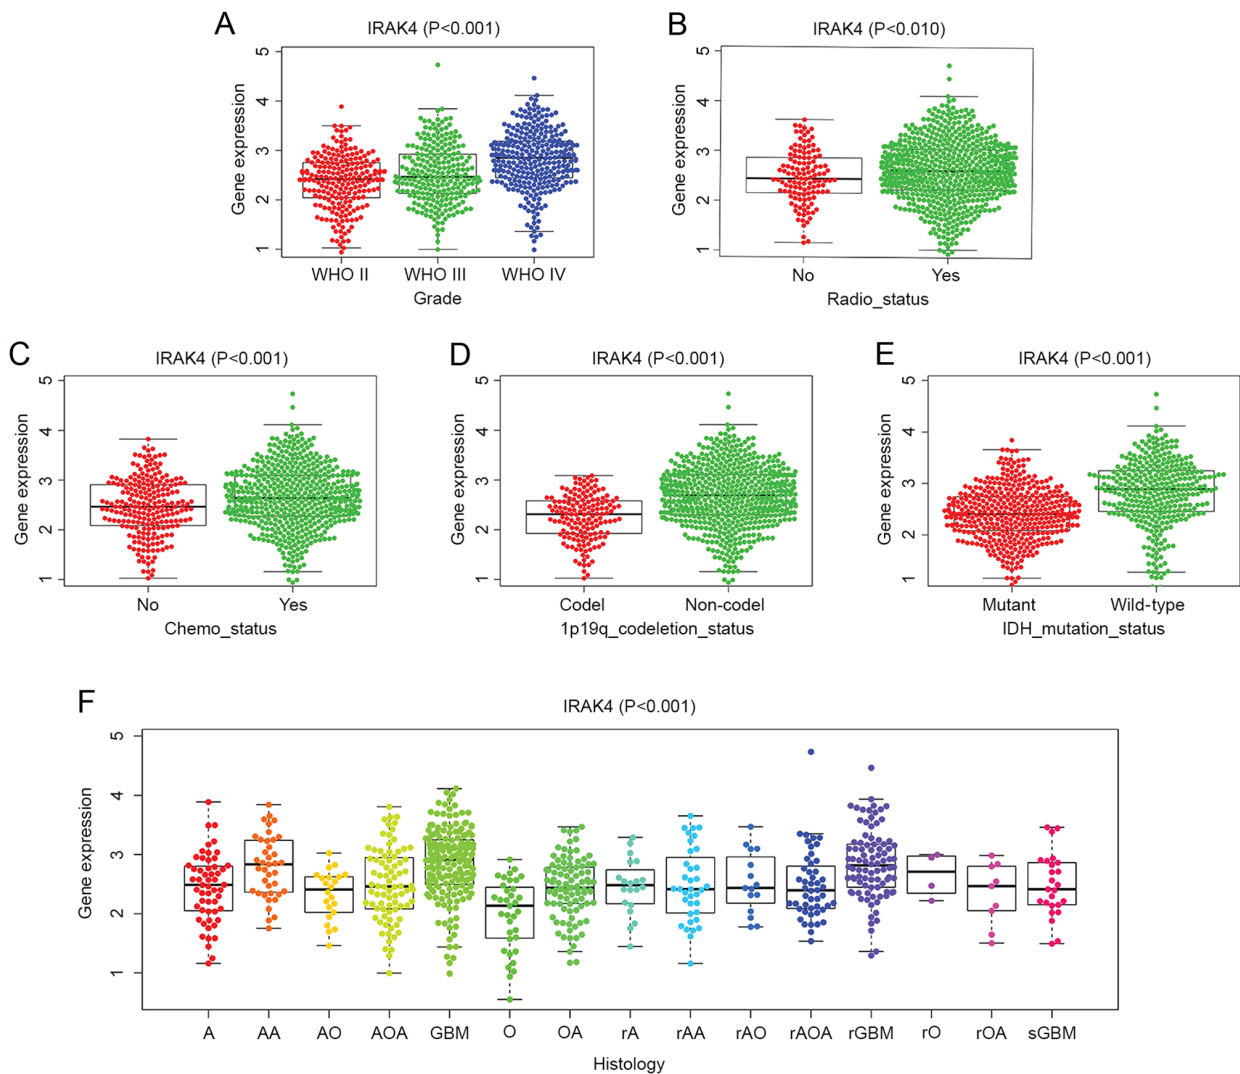 A
IRAK4 (P<0.001)
Gene expression
5
4
3
2
1
WHO II WHO III WHO IV
Grade
B
IRAK4 (P<0.010)
Gene expression
5
4
3
2
1
No Yes
Radio_status
C
IRAK4 (P<0.001)
Gene expression
5
4
3
2
1
No Yes
Chemo_status
D
IRAK4 (P<0.001)
Gene expression
5
4
3
2
1
Codel Non-codel
1p19q_codeletion_status
E
IRAK4 (P<0.001)
Gene expression
5
4
3
2
1
Mutant Wild-type
IDH_mutation_status
F
IRAK4 (P<0.001)
Gene expression
5
4
3
2
1
A AA AO AOA GBM O OA rA rAA rAO rAOA rGBM rO rOA sGBM
Histology